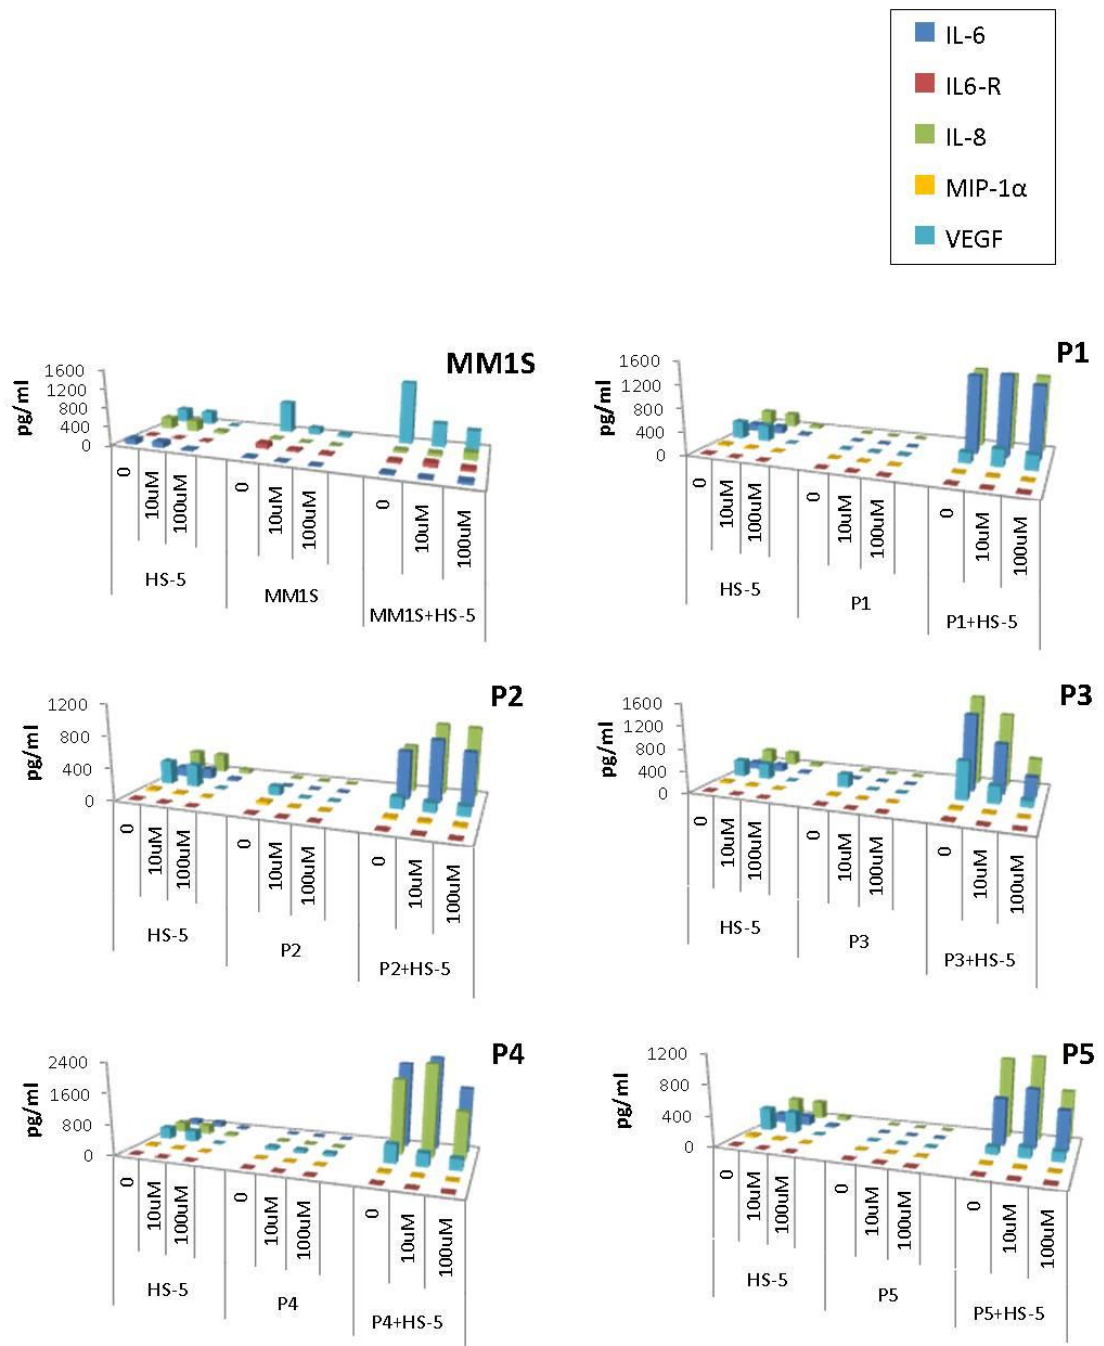 IL-6
IL6-R
IL-8
MIP-1α
VEGF
MM1S
pg/ml
1600
1200
800
400
0
0
10uM
100uM
0
10uM
100uM
0
10uM
100uM
HS-5
MM1S
MM1S+HS-5
P1
pg/ml
1600
1200
800
400
0
0
10uM
100uM
0
10uM
100uM
0
10uM
100uM
HS-5
P1
P1+HS-5
P2
pg/ml
1200
800
400
0
0
10uM
100uM
0
10uM
100uM
0
10uM
100uM
HS-5
P2
P2+HS-5
P3
pg/ml
1600
1200
800
400
0
0
10uM
100uM
0
10uM
100uM
0
10uM
100uM
HS-5
P3
P3+HS-5
P4
pg/ml
2400
1600
800
0
0
10uM
100uM
0
10uM
100uM
0
10uM
100uM
HS-5
P4
P4+HS-5
P5
pg/ml
1200
800
400
0
0
10uM
100uM
0
10uM
100uM
0
10uM
100uM
HS-5
P5
P5+HS-5